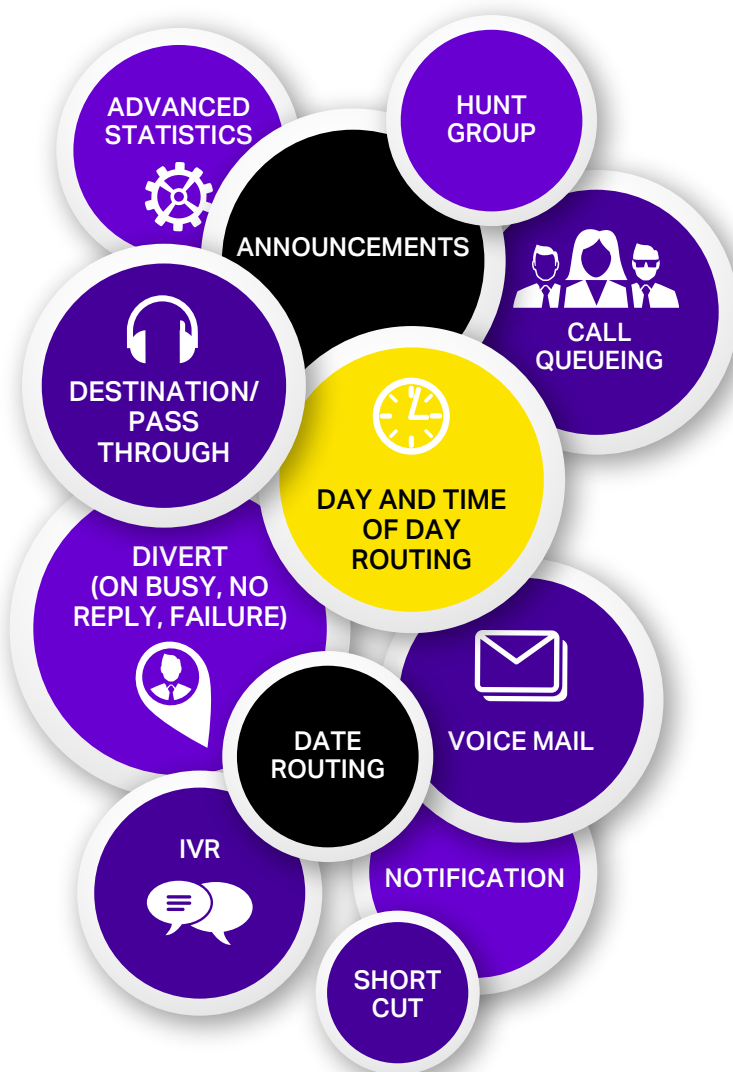 ADVANCED
STATISTICS
HUNT
GROUP
ANNOUNCEMENTS
CALL
QUEUEING
DESTINATION/
PASS
THROUGH
DAY AND TIME
OF DAY
ROUTING
DIVERT
(ON BUSY, NO
REPLY, FAILURE)
DATE
ROUTING
VOICE MAIL
IVR
NOTIFICATION
SHORT
CUT